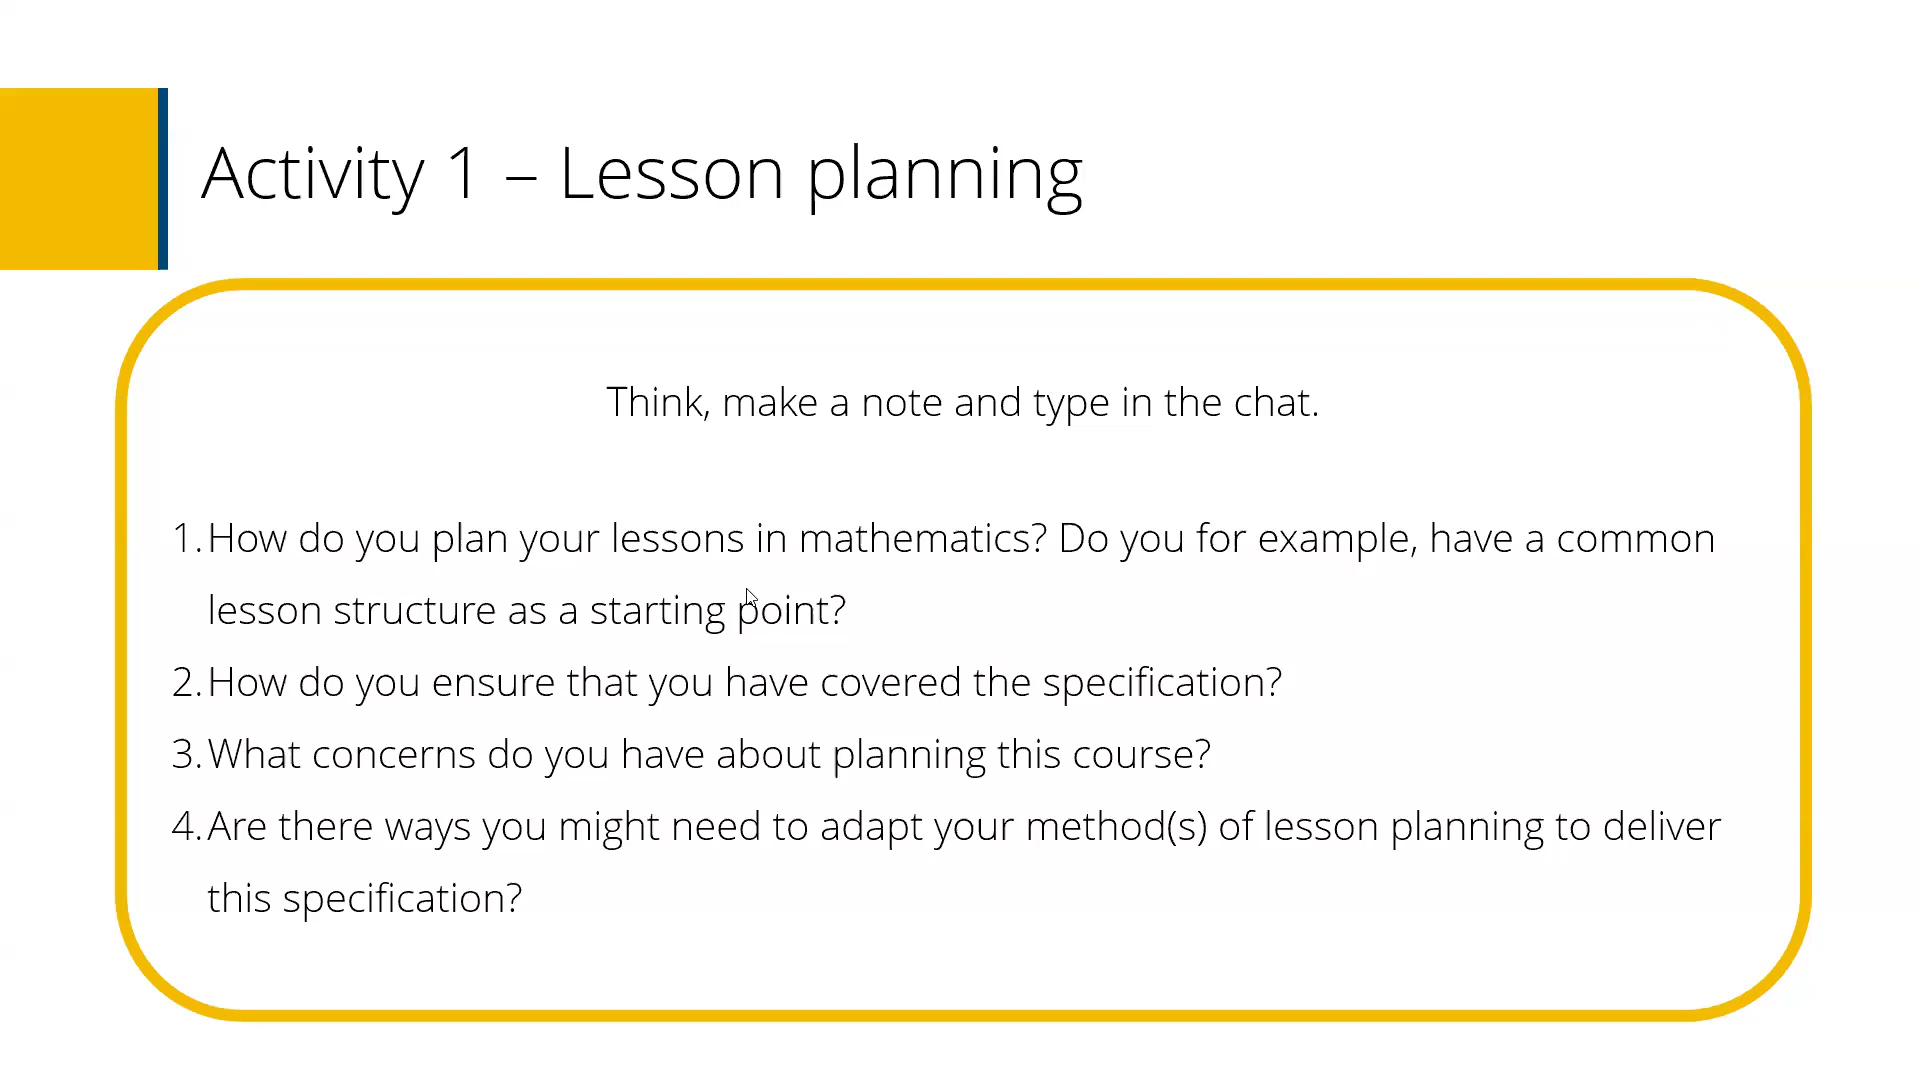 Activity 1 – Lesson planning
Think, make a note and type in the chat.
1. How do you plan your lessons in mathematics? Do you for example, have a common
lesson structure as a starting point?
2. How do you ensure that you have covered the specification?
3. What concerns do you have about planning this course?
4. Are there ways you might need to adapt your method(s) of lesson planning to deliver
this specification?